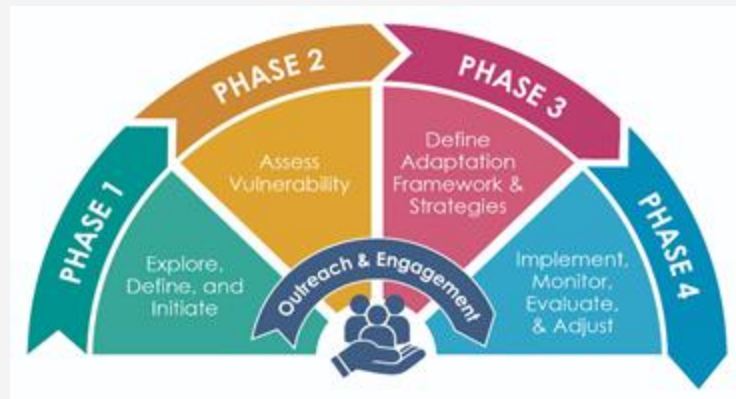 PHASE 1
Explore,
Define, and
Initiate
PHASE 2
Assess
Vulnerability
PHASE 3
Define
Adaptation
Framework &
Strategies
PHASE 4
Implement,
Monitor,
Evaluate,
& Adjust
Outreach & Engagement